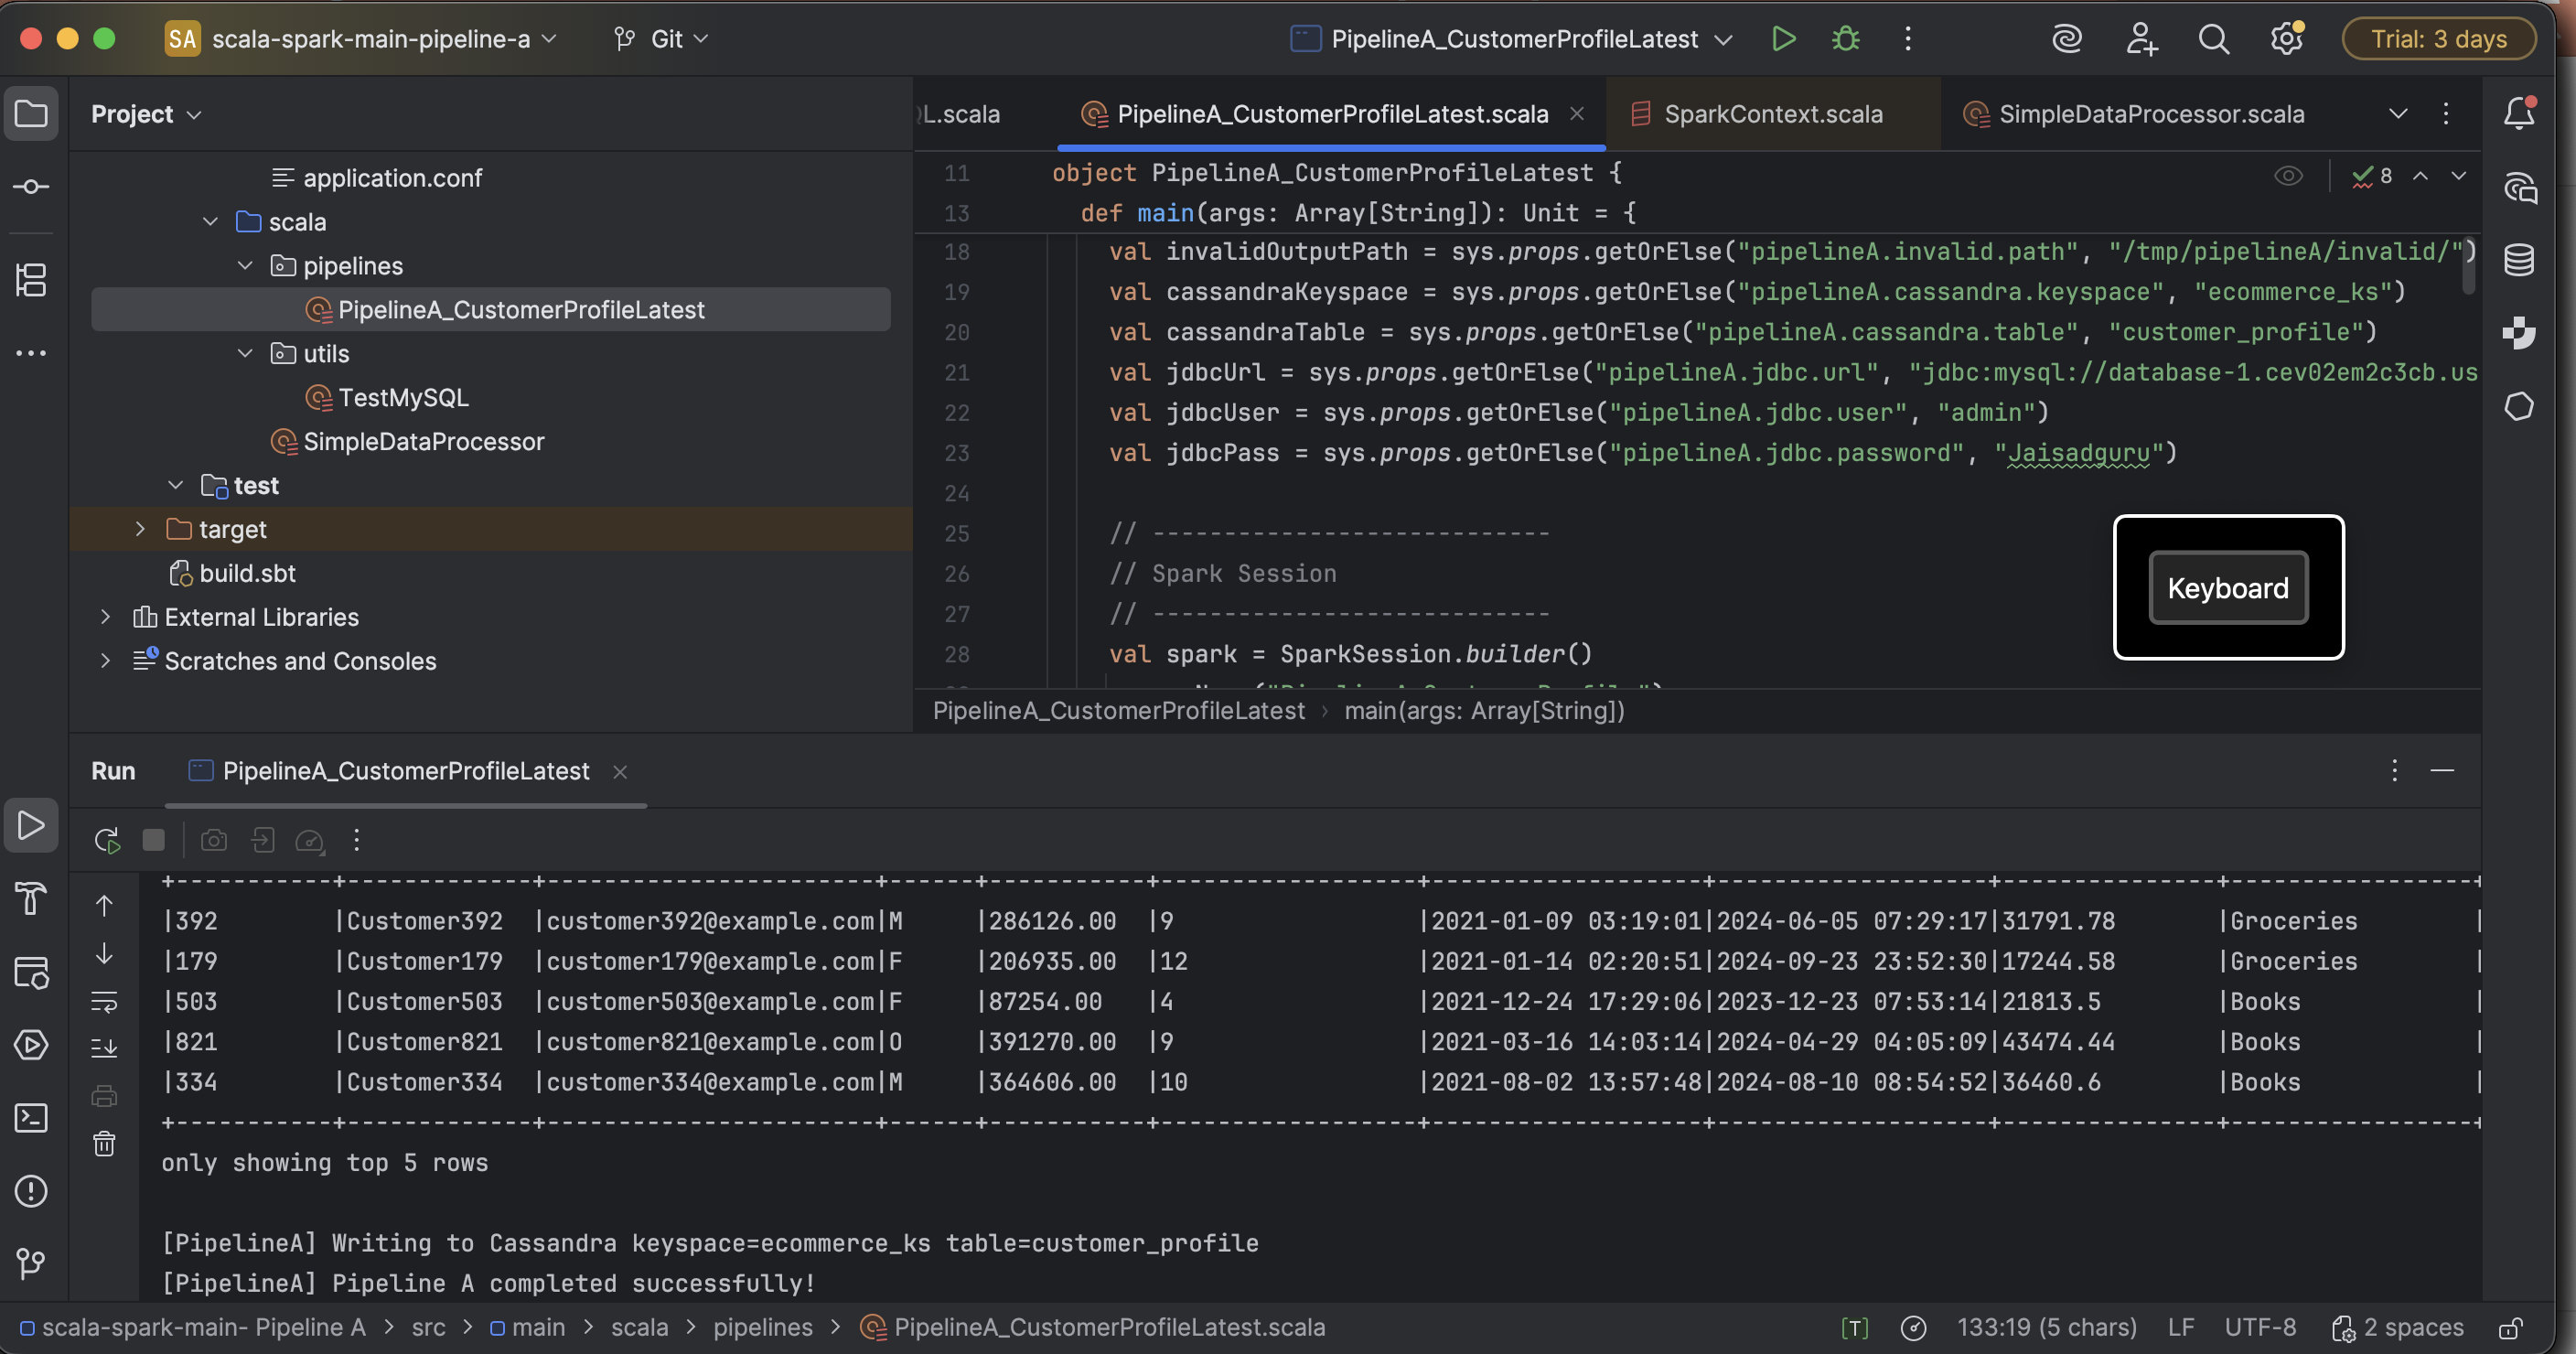 SA scala-spark-main-pipeline-a Git PipelineA_CustomerProfileLatest Trial: 3 days
Project
application.conf
scala
pipelines
PipelineA_CustomerProfileLatest
utils
TestMySQL
SimpleDataProcessor
test
target
build.sbt
External Libraries
Scratches and Consoles
L.scala PipelineA_CustomerProfileLatest.scala SparkContext.scala SimpleDataProcessor.scala
8
11 object PipelineA_CustomerProfileLatest {
13 def main(args: Array[String]): Unit = {
18 val invalidOutputPath = sys.props.getOrElse("pipelineA.invalid.path", "/tmp/pipelineA/invalid/")
19 val cassandraKeyspace = sys.props.getOrElse("pipelineA.cassandra.keyspace", "ecommerce_ks")
20 val cassandraTable = sys.props.getOrElse("pipelineA.cassandra.table", "customer_profile")
21 val jdbcUrl = sys.props.getOrElse("pipelineA.jdbc.url", "jdbc:mysql://database-1.cev02em2c3cb.us
22 val jdbcUser = sys.props.getOrElse("pipelineA.jdbc.user", "admin")
23 val jdbcPass = sys.props.getOrElse("pipelineA.jdbc.password", "Jaisadguru")
24
25 // ----------------------------
26 // Spark Session
27 // ----------------------------
28 val spark = SparkSession.builder()
Keyboard
PipelineA_CustomerProfileLatest › main(args: Array[String])
Run PipelineA_CustomerProfileLatest
+-----------+-------------+-----------------------+------+-----------+------------------+-------------------+-------------------+---------------+-----------------+
|392 |Customer392 |customer392@example.com|M |286126.00 |9 |2021-01-09 03:19:01|2024-06-05 07:29:17|31791.78 |Groceries |
|179 |Customer179 |customer179@example.com|F |206935.00 |12 |2021-01-14 02:20:51|2024-09-23 23:52:30|17244.58 |Groceries |
|503 |Customer503 |customer503@example.com|F |87254.00 |4 |2021-12-24 17:29:06|2023-12-23 07:53:14|21813.5 |Books |
|821 |Customer821 |customer821@example.com|O |391270.00 |9 |2021-03-16 14:03:14|2024-04-29 04:05:09|43474.44 |Books |
|334 |Customer334 |customer334@example.com|M |364606.00 |10 |2021-08-02 13:57:48|2024-08-10 08:54:52|36460.6 |Books |
+-----------+-------------+-----------------------+------+-----------+------------------+-------------------+-------------------+---------------+-----------------+
only showing top 5 rows
[PipelineA] Writing to Cassandra keyspace=ecommerce_ks table=customer_profile
[PipelineA] Pipeline A completed successfully!
scala-spark-main- Pipeline A > src > main > scala > pipelines > PipelineA_CustomerProfileLatest.scala [T] 133:19 (5 chars) LF UTF-8 2 spaces